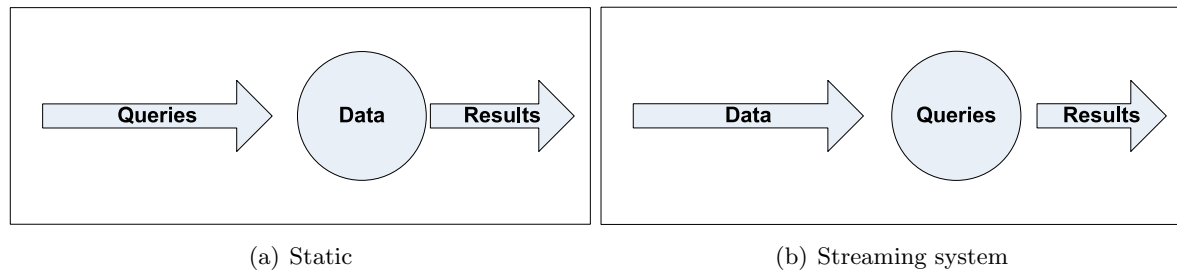 Queries Data Results
Data Queries Results
(a) Static
(b) Streaming system